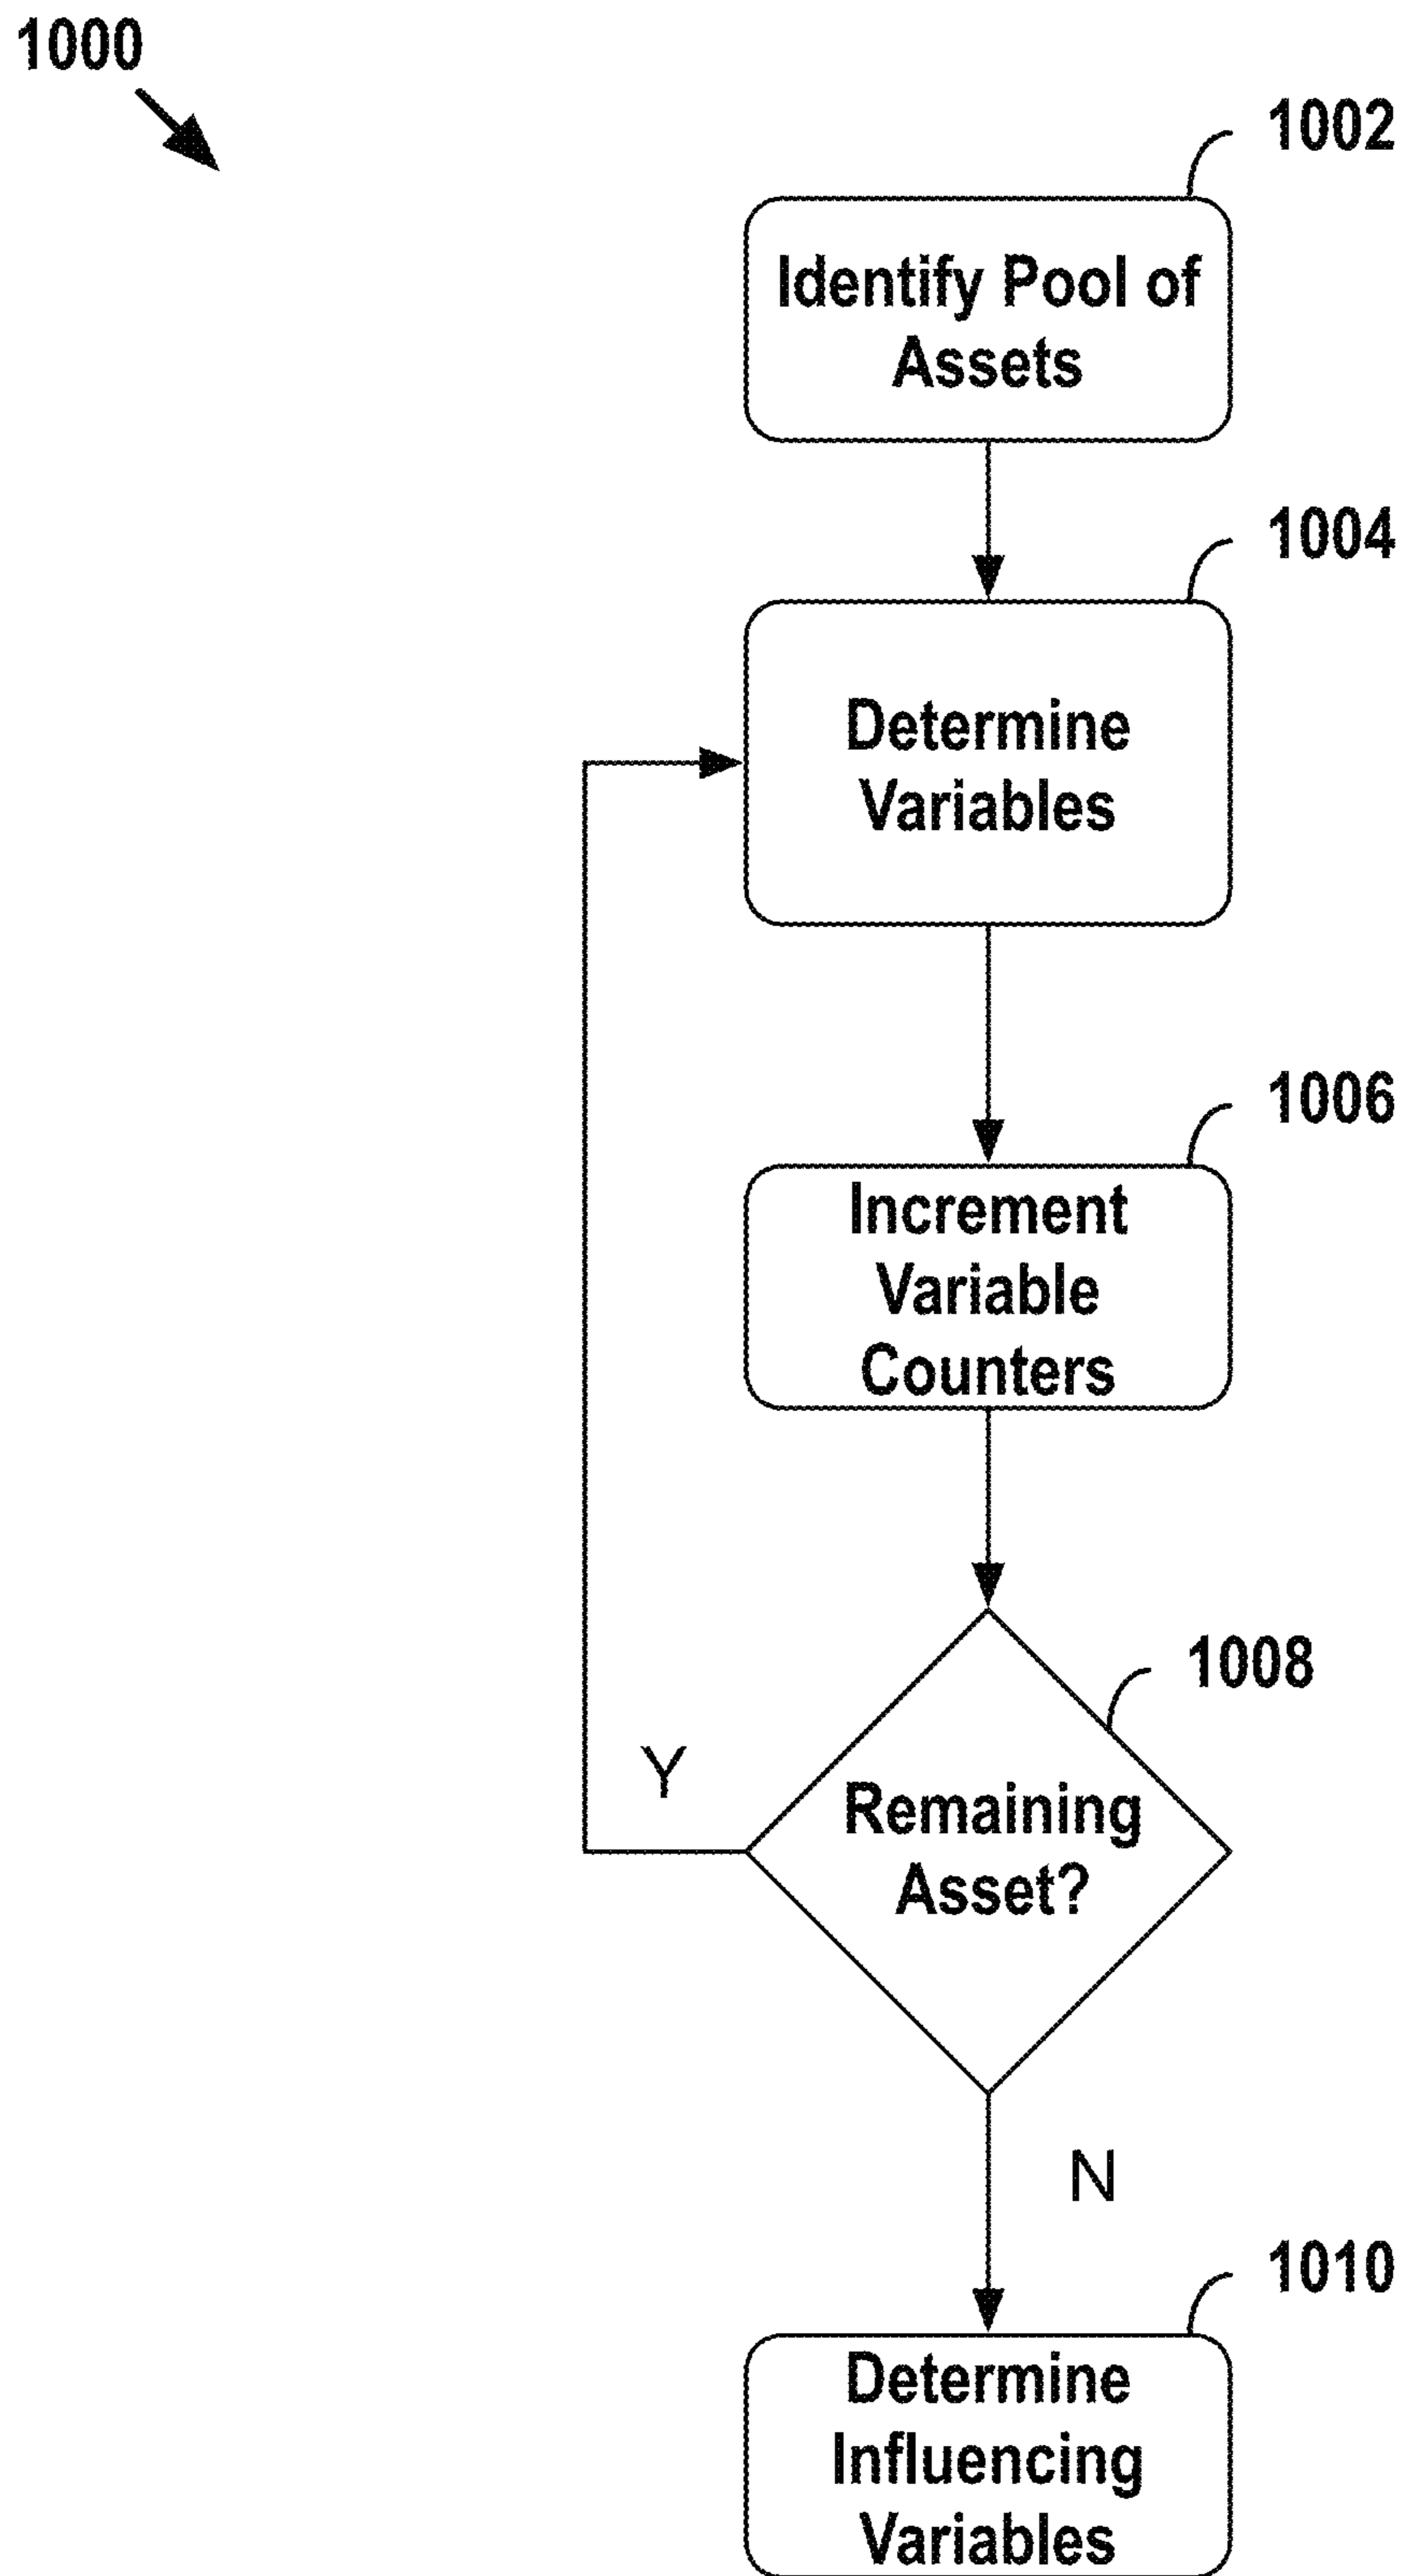 1000
1002
Identify Pool of
Assets
1004
Determine
Variables
1006
Increment
Variable
Counters
1008
Y
Remaining
Asset?
N
1010
Determine
Influencing
Variables